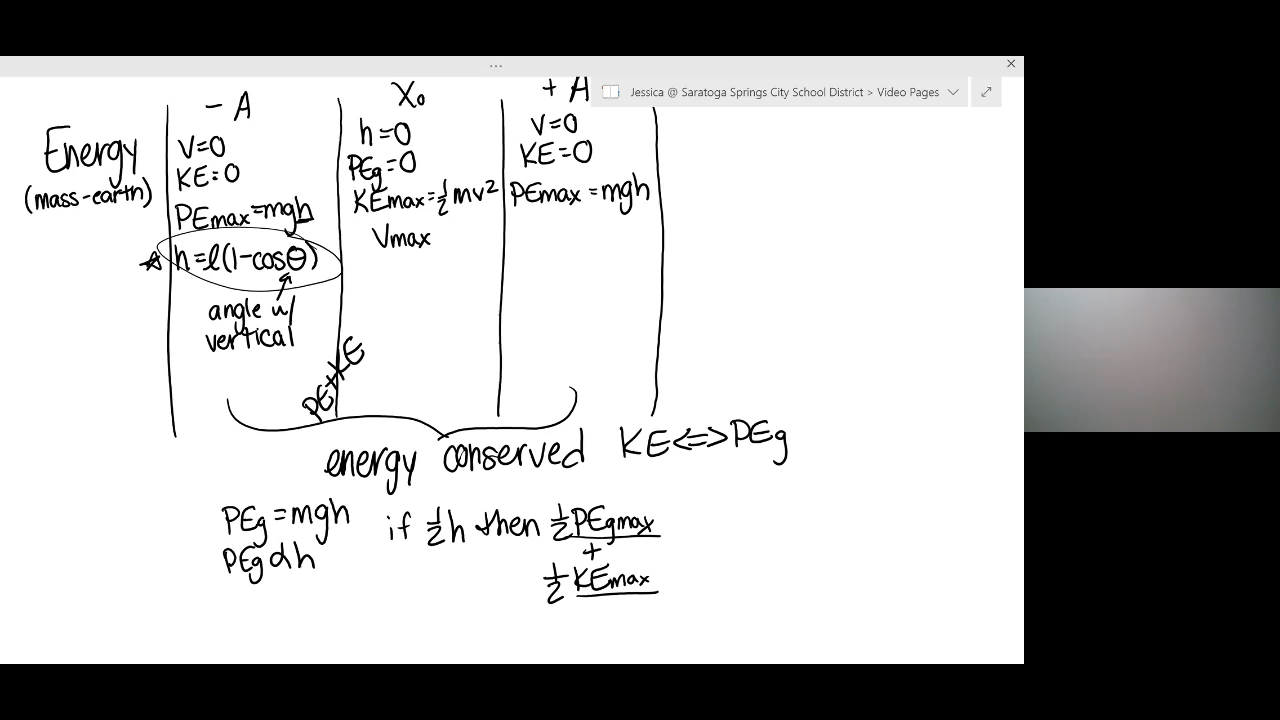 Jessica @ Saratoga Springs City School District > Video Pages
Energy
(mass-earth)
- A
V=0
KE=0
PEmax=mgh
☆ h=ℓ(1-cosθ)
angle w/
vertical
X₀
h=0
PEg=0
KEmax=½mv²
Vmax
+ A
V=0
KE=0
PEmax=mgh
PE+KE
energy conserved KE<=>PEg
PEg=mgh if ½h then ½PEgmax
PEg∝h +
½KEmax